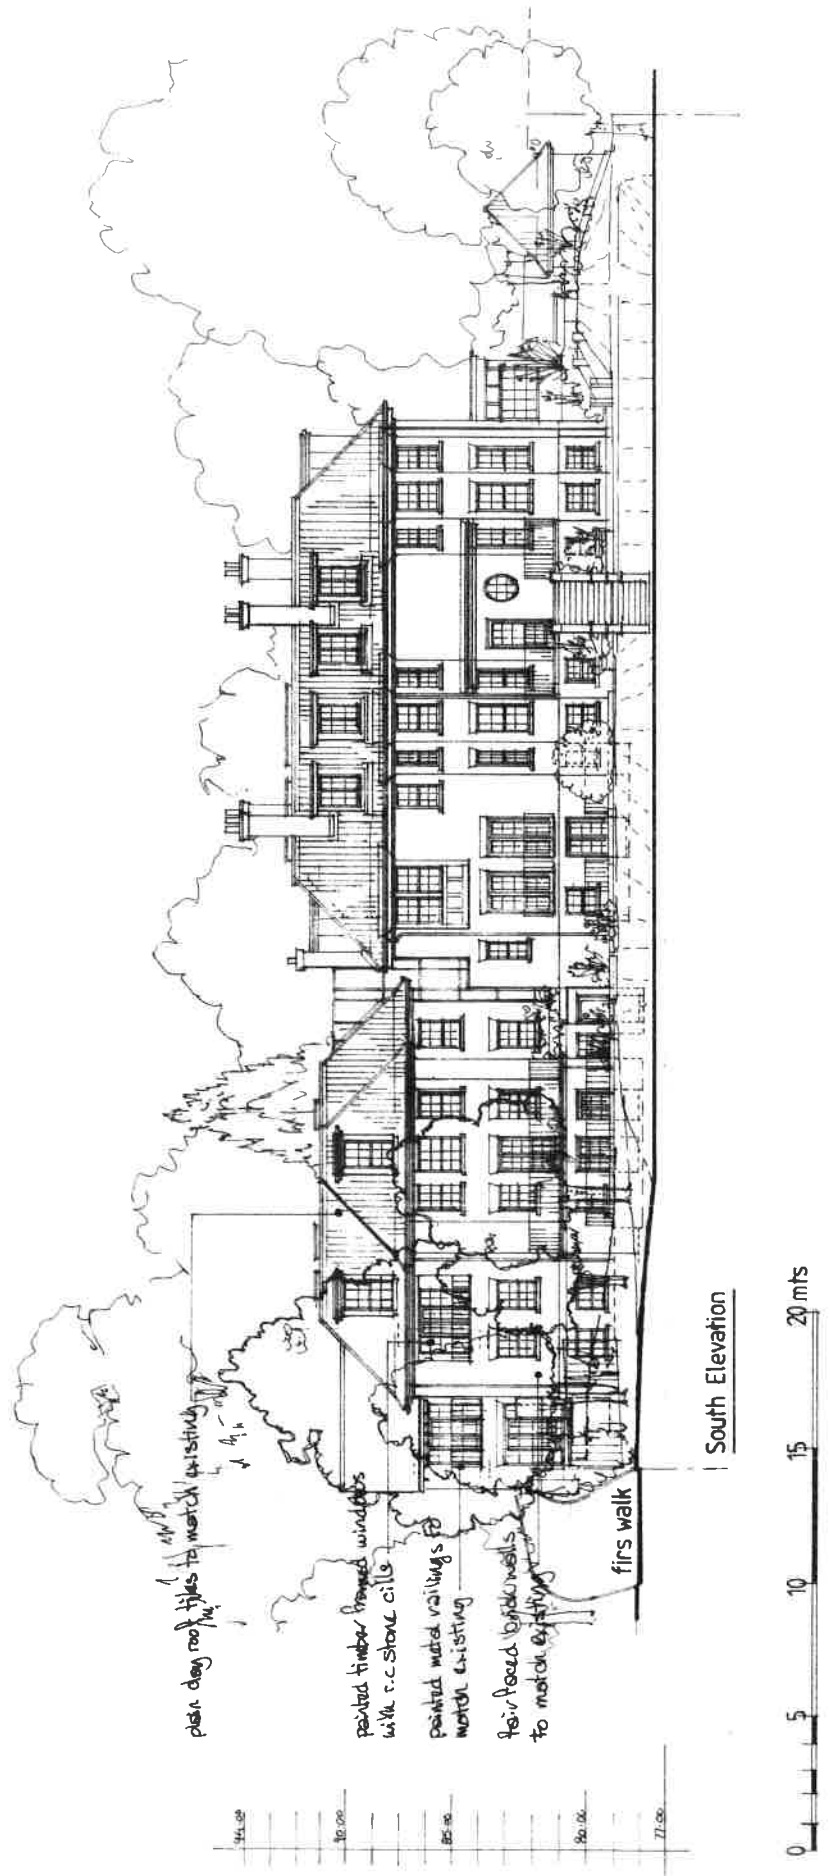 plain clay roof tiles to match existing
painted timber framed windows
with r.c stone cills
painted metal railings to
match existing
fair faced brick walls
to match existing
firs walk
South Elevation
90.00
85.00
80.00
77.00
0 5 10 15 20 mts